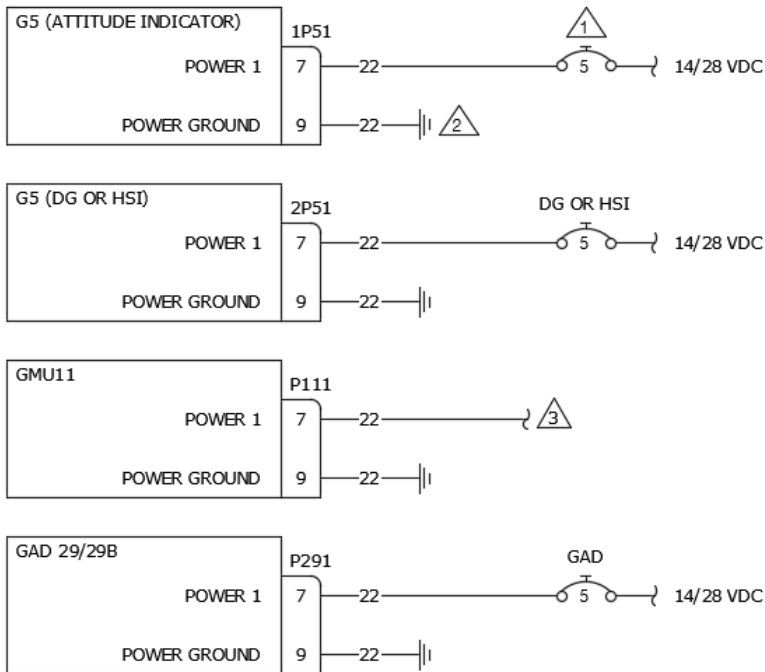 G5 (ATTITUDE INDICATOR)
1P51
1
POWER 1 7 22 5 14/28 VDC
POWER GROUND 9 22 2
G5 (DG OR HSI)
2P51
DG OR HSI
POWER 1 7 22 5 14/28 VDC
POWER GROUND 9 22
GMU11
P111
POWER 1 7 22 3
POWER GROUND 9 22
GAD 29/29B
P291
GAD
POWER 1 7 22 5 14/28 VDC
POWER GROUND 9 22